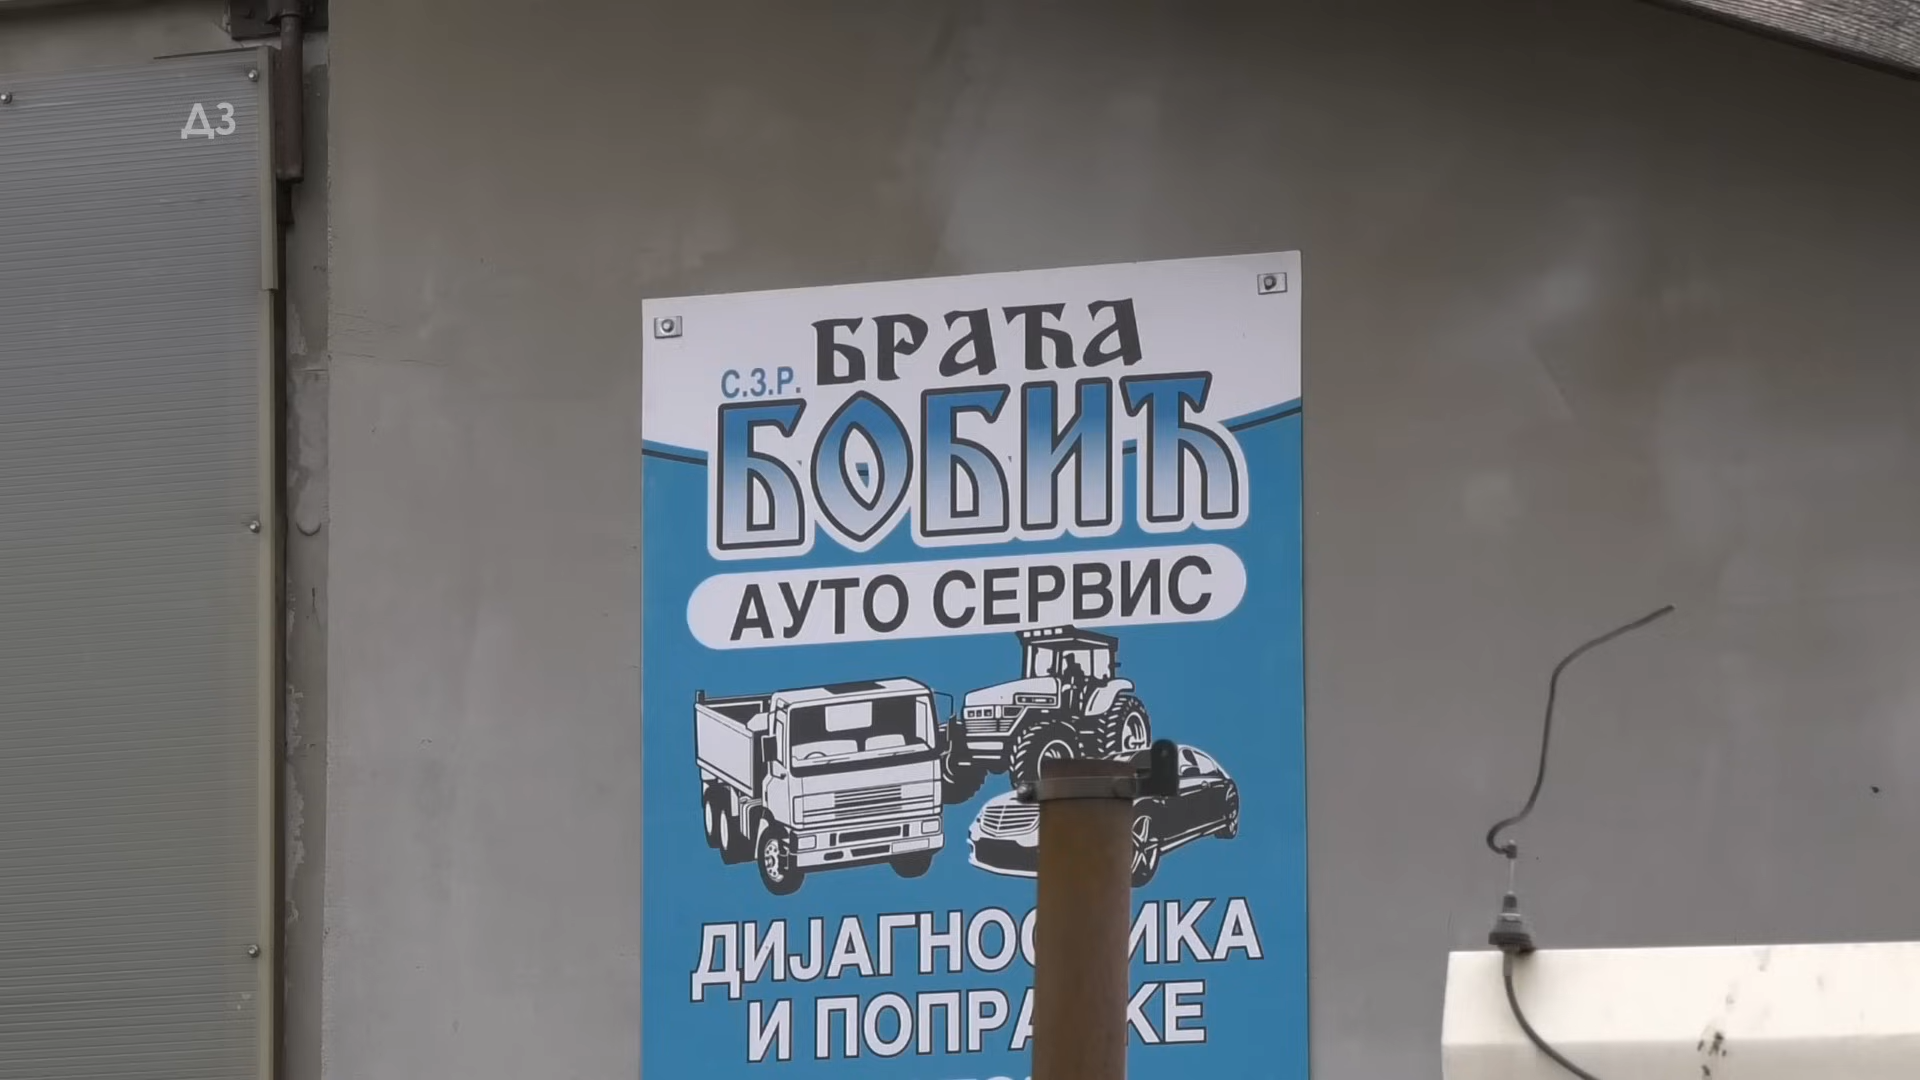 ДЗ
БРАЋА
С.З.Р.
БОБИЋ
АУТО СЕРВИС
И